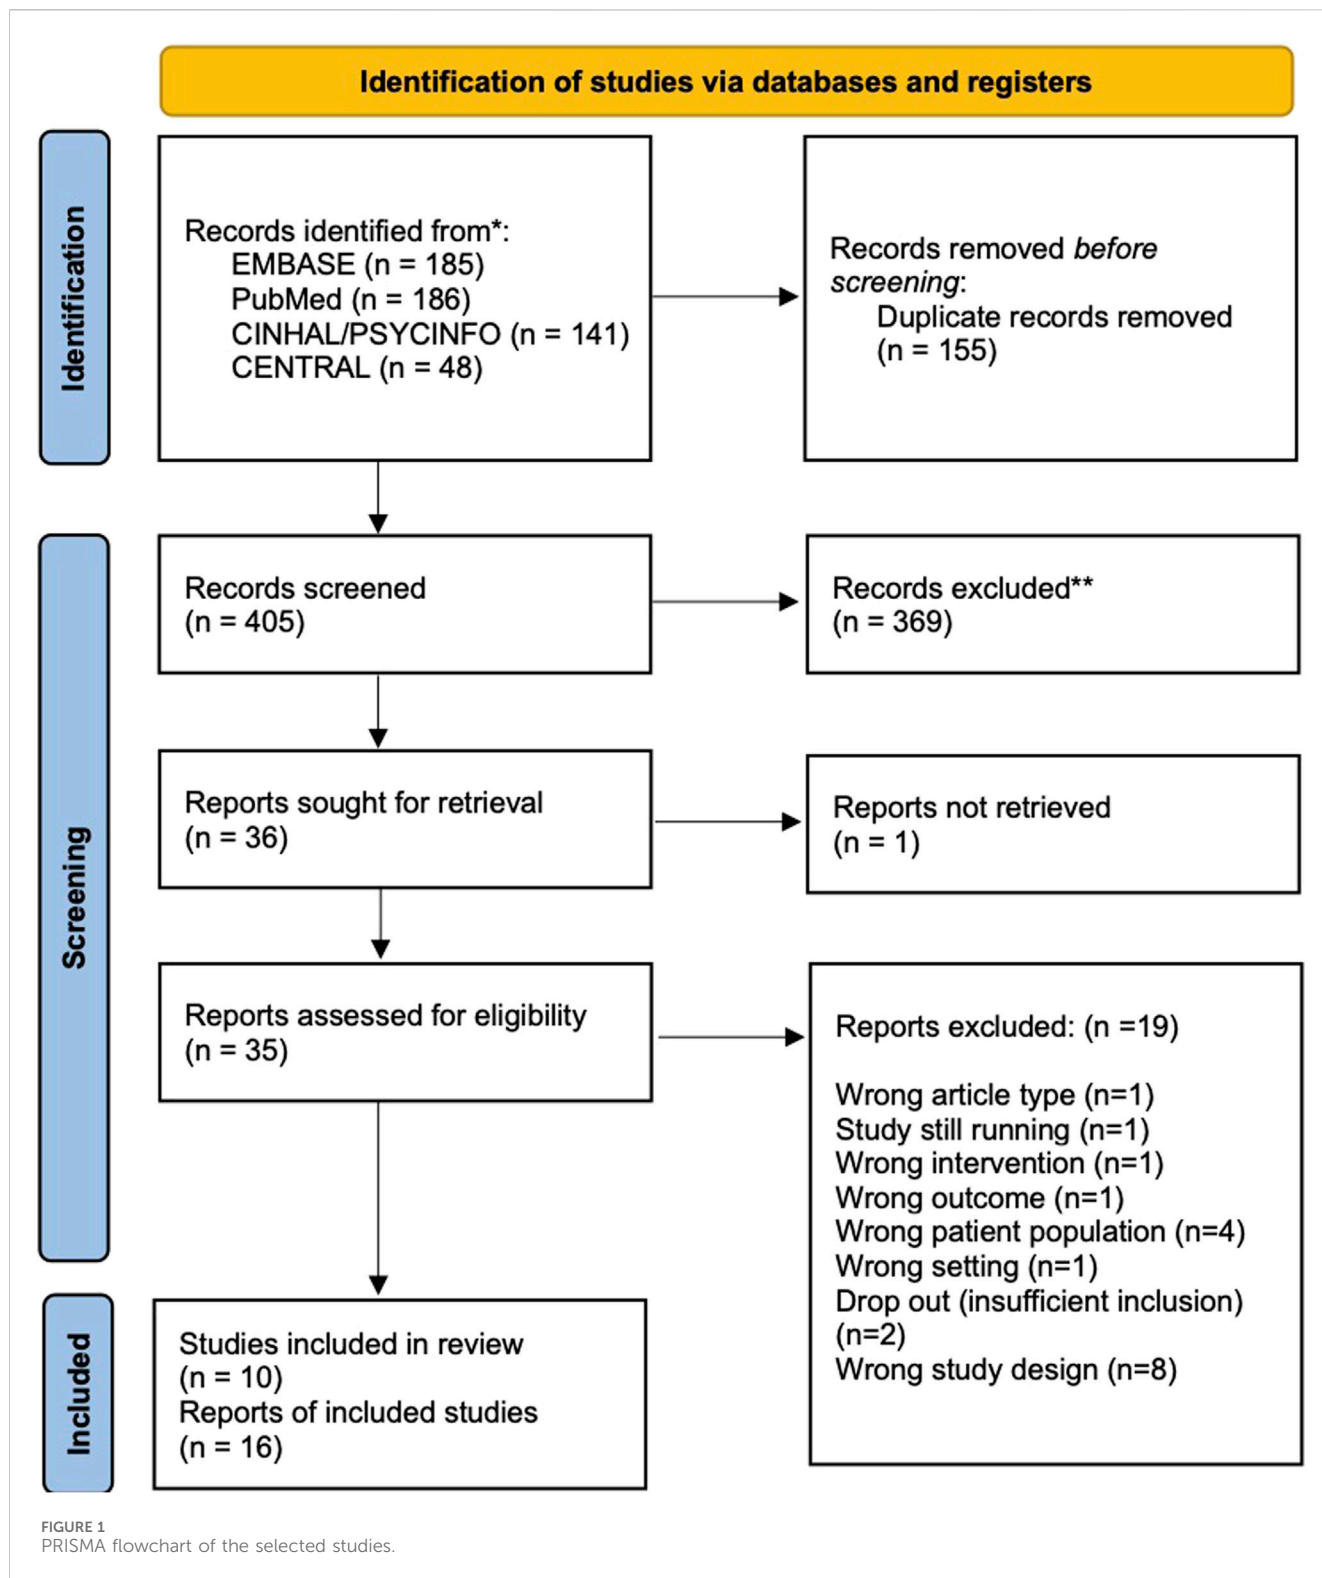 Identification of studies via databases and registers
Identification
Records identified from*:
EMBASE (n = 185)
PubMed (n = 186)
CINHAL/PSYCINFO (n = 141)
CENTRAL (n = 48)
Records removed before
screening:
Duplicate records removed
(n = 155)
Screening
Records screened
(n = 405)
Records excluded**
(n = 369)
Reports sought for retrieval
(n = 36)
Reports not retrieved
(n = 1)
Reports assessed for eligibility
(n = 35)
Reports excluded: (n =19)
Wrong article type (n=1)
Study still running (n=1)
Wrong intervention (n=1)
Wrong outcome (n=1)
Wrong patient population (n=4)
Wrong setting (n=1)
Drop out (insufficient inclusion)
(n=2)
Wrong study design (n=8)
Included
Studies included in review
(n = 10)
Reports of included studies
(n = 16)
FIGURE 1
PRISMA flowchart of the selected studies.